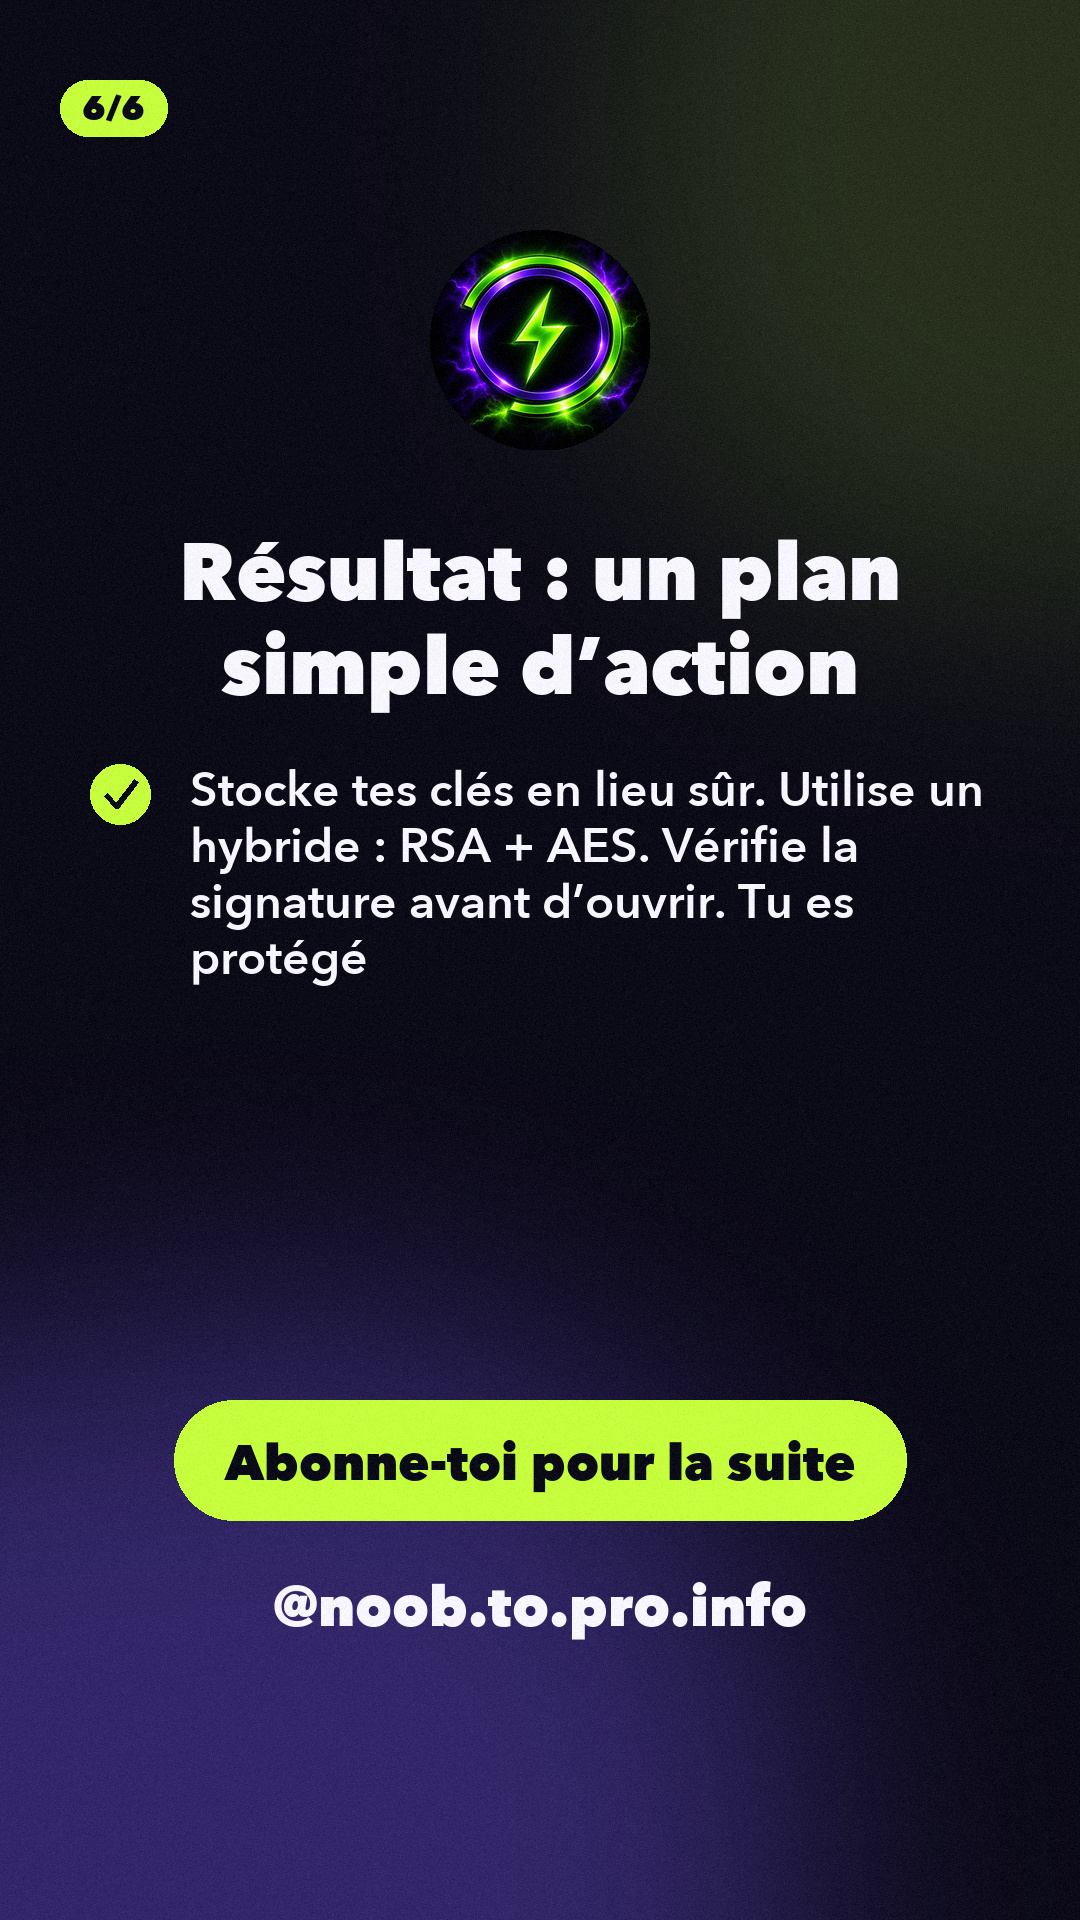 6/6
Résultat : un plan
simple d’action
Stocke tes clés en lieu sûr. Utilise un
hybride : RSA + AES. Vérifie la
signature avant d’ouvrir. Tu es
protégé
Abonne-toi pour la suite
@noob.to.pro.info